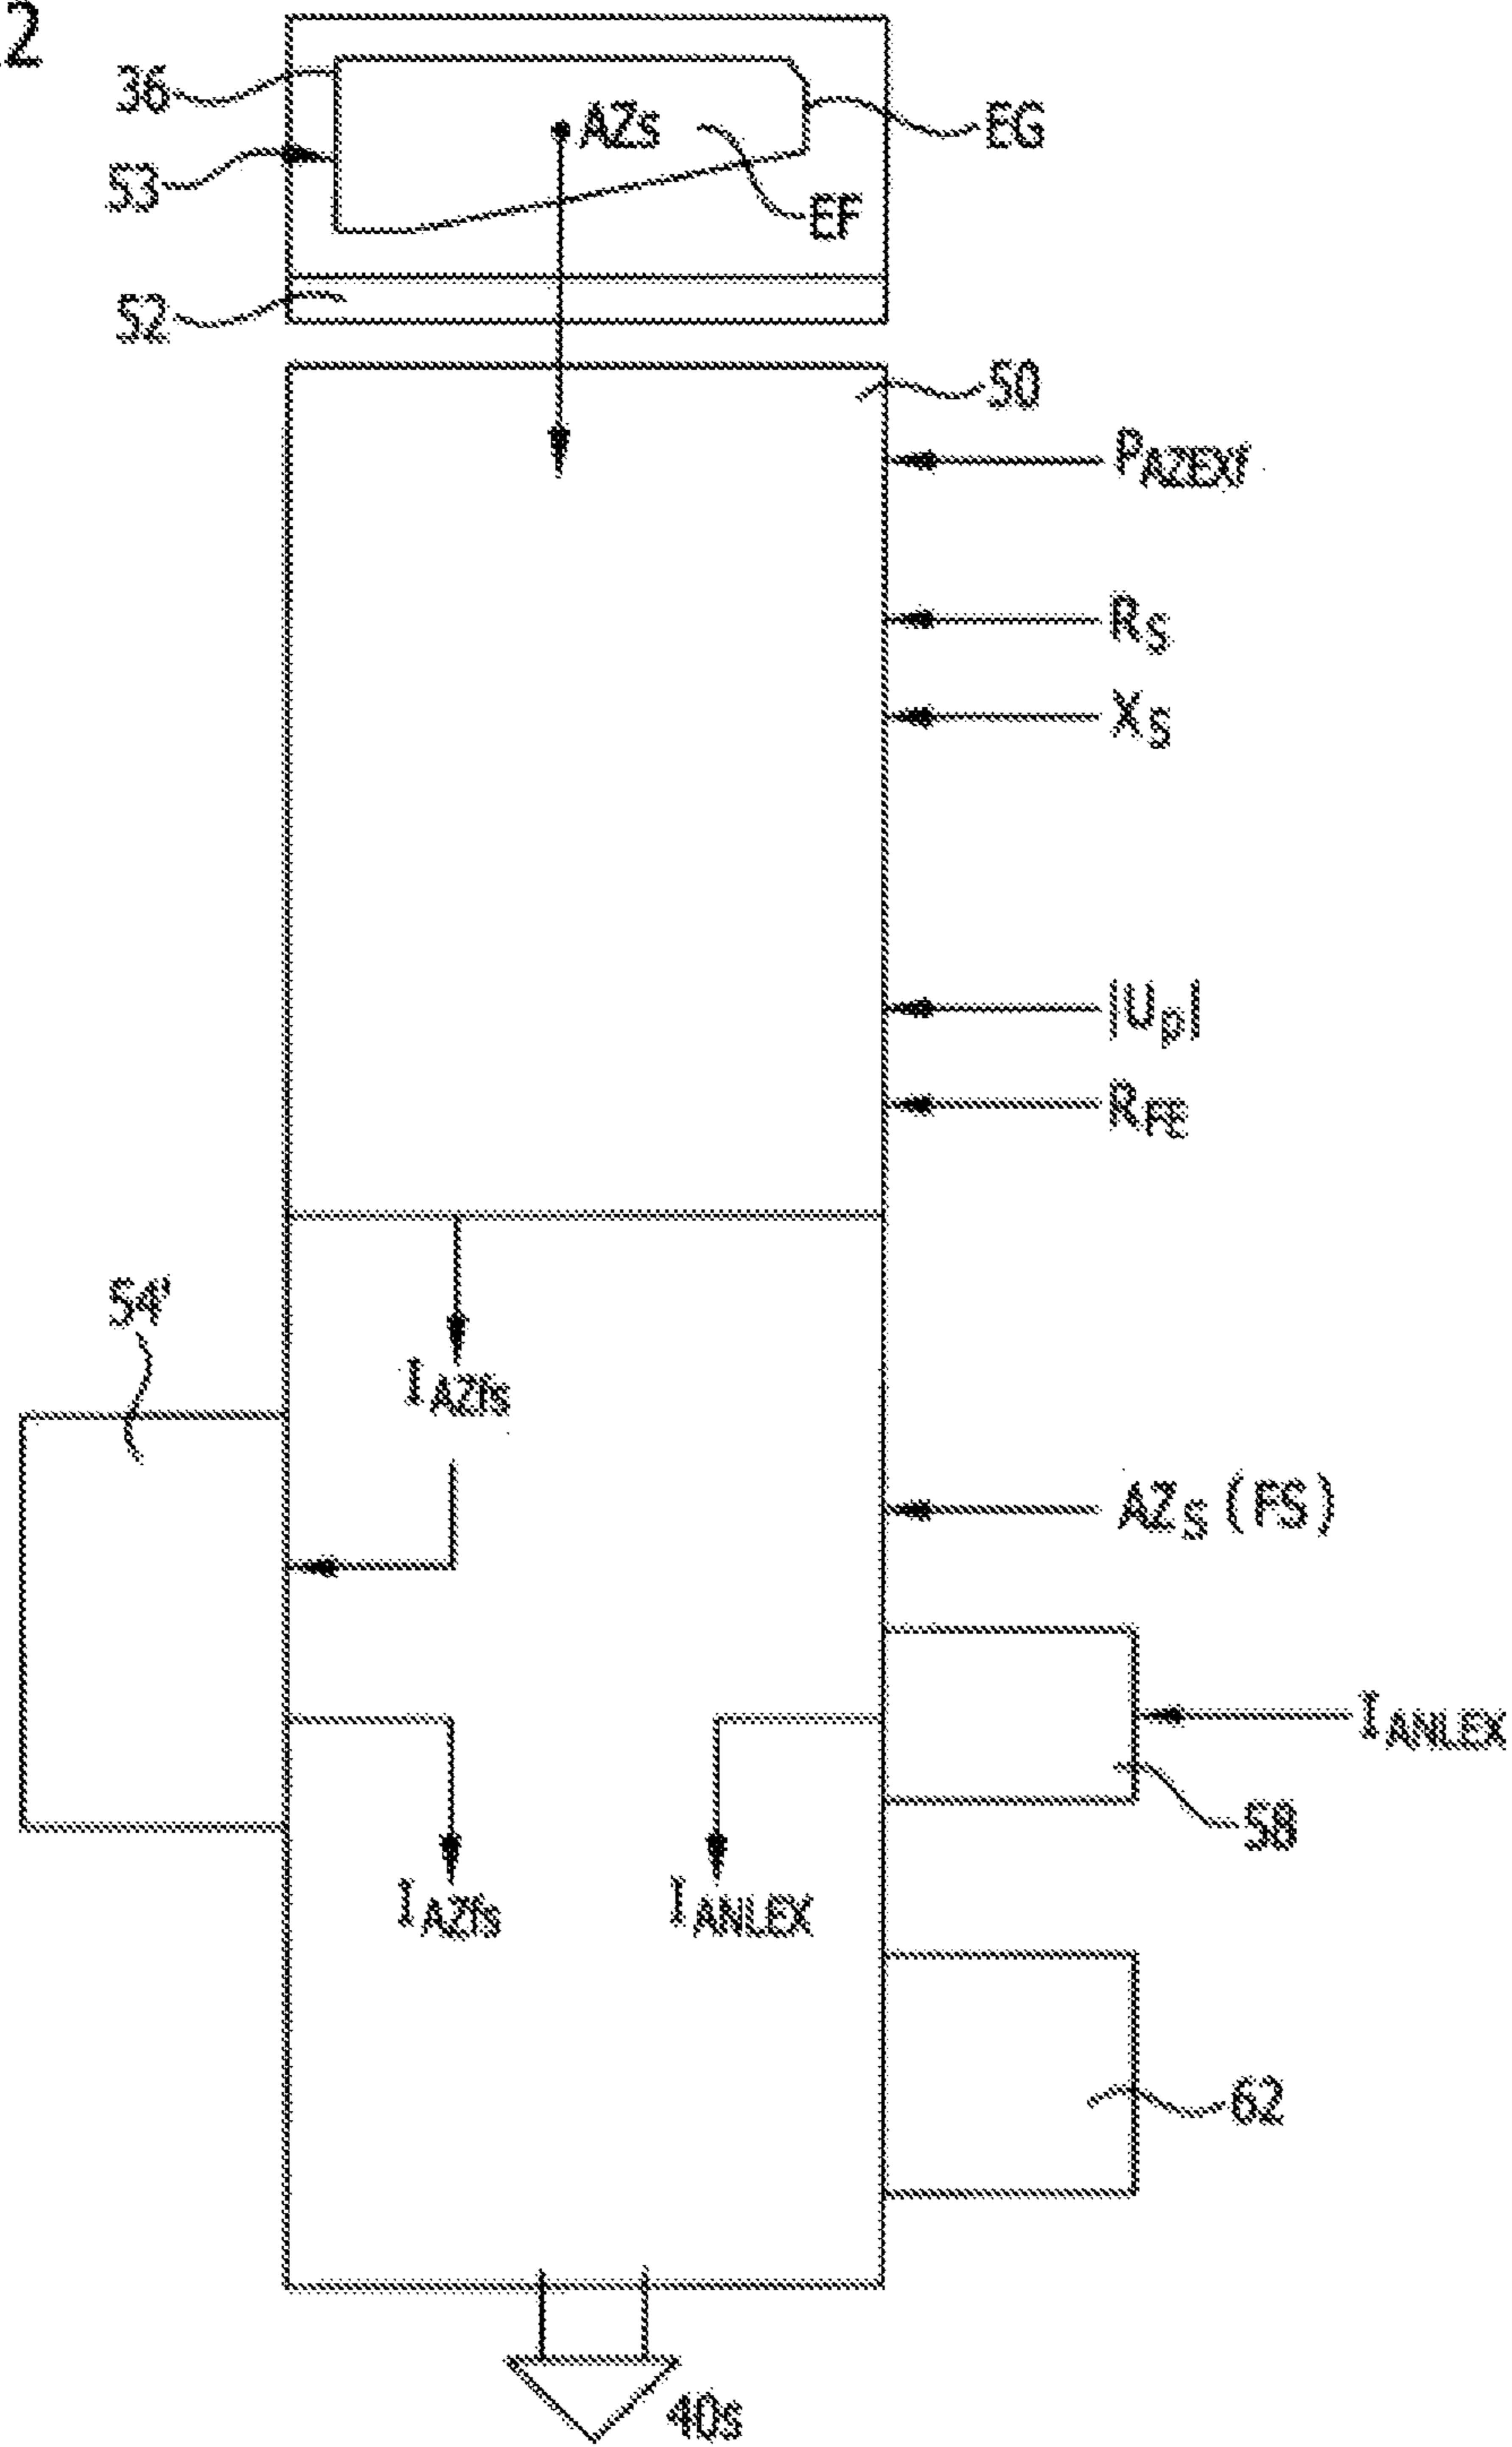 2
36
AZs
EG
53
EF
52
50
PAZEXf
RS
XS
|Up|
RFE
54'
IAZfs
AZS (FS)
IANLEX
58
IAZfs
IANLEX
62
40s